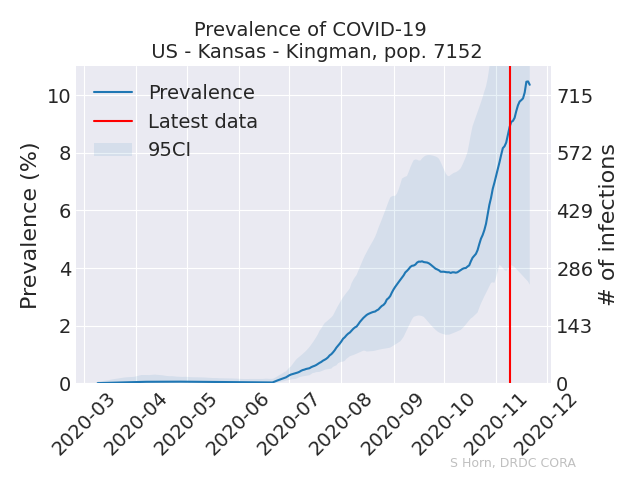 Prevalence of COVID-19
US - Kansas - Kingman, pop. 7152
Prevalence
Latest data
95CI
Prevalence (%)
10
8
6
4
2
0
715
572
429
286
143
0
# of infections
2020-03
2020-04
2020-05
2020-06
2020-07
2020-08
2020-09
2020-10
2020-11
2020-12
S Horn, DRDC CORA